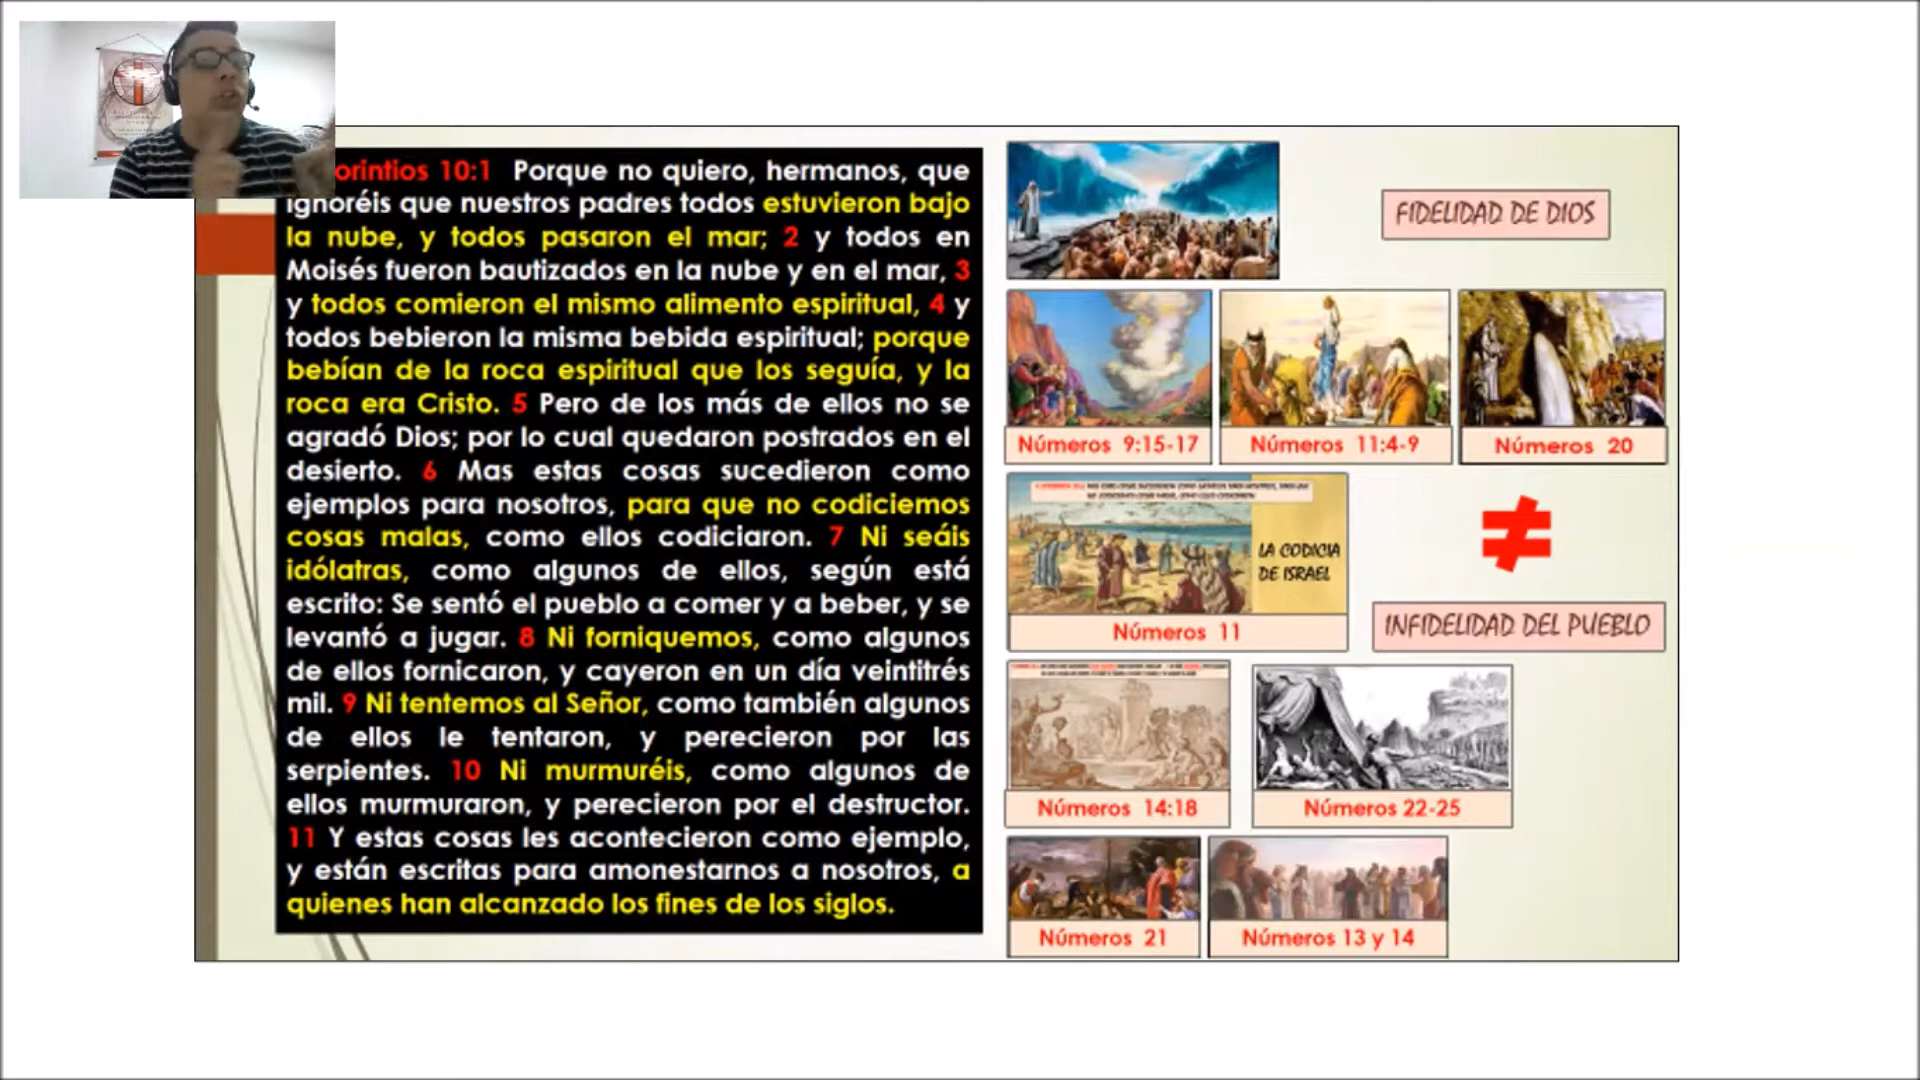 orintios 10:1 Porque no quiero, hermanos, que
ignoréis que nuestros padres todos estuvieron bajo
la nube, y todos pasaron el mar; 2 y todos en
Moisés fueron bautizados en la nube y en el mar, 3
y todos comieron el mismo alimento espiritual, 4 y
todos bebieron la misma bebida espiritual; porque
bebían de la roca espiritual que los seguía, y la
roca era Cristo. 5 Pero de los más de ellos no se
agradó Dios; por lo cual quedaron postrados en el
desierto. 6 Mas estas cosas sucedieron como
ejemplos para nosotros, para que no codiciemos
cosas malas, como ellos codiciaron. 7 Ni seáis
idólatras, como algunos de ellos, según está
escrito: Se sentó el pueblo a comer y a beber, y se
levantó a jugar. 8 Ni forniquemos, como algunos
de ellos fornicaron, y cayeron en un día veintitrés
mil. 9 Ni tentemos al Señor, como también algunos
de ellos le tentaron, y perecieron por las
serpientes. 10 Ni murmuréis, como algunos de
ellos murmuraron, y perecieron por el destructor.
11 Y estas cosas les acontecieron como ejemplo,
y están escritas para amonestarnos a nosotros, a
quienes han alcanzado los fines de los siglos.
FIDELIDAD DE DIOS
Números 9:15-17
Números 11:4-9
Números 20
LA CODICIA
DE ISRAEL
Números 11
≠
INFIDELIDAD DEL PUEBLO
Números 14:18
Números 22-25
Números 21
Números 13 y 14